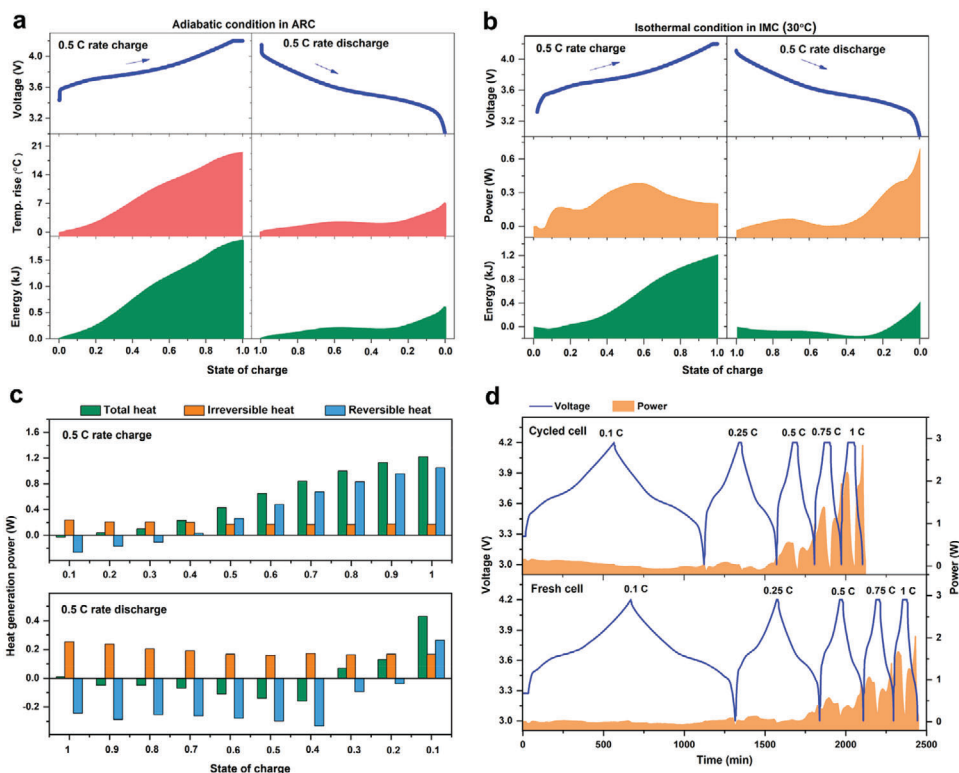 a
Adiabatic condition in ARC
0.5 C rate charge
0.5 C rate discharge
Voltage (V)
4.2
3.6
3.2
Temp. rise (°C)
21
14
7
0
Energy (kJ)
1.5
1.0
0.5
0.0
0.0 0.2 0.4 0.6 0.8 1.0 1.0 0.8 0.6 0.4 0.2 0.0
State of charge
b
Isothermal condition in IMC (30°C)
0.5 C rate charge
0.5 C rate discharge
Voltage (V)
4.2
3.6
3.2
Power (W)
0.6
0.3
0.0
Energy (kJ)
1.2
0.8
0.4
0.0
0.0 0.2 0.4 0.6 0.8 1.0 1.0 0.8 0.6 0.4 0.2 0.0
State of charge
c
Total heat Irreversible heat Reversible heat
0.5 C rate charge
Heat generation power (W)
1.6
1.2
0.8
0.4
0.0
0.1 0.2 0.3 0.4 0.5 0.6 0.7 0.8 0.9 1
0.5 C rate discharge
0.4
0.2
0.0
-0.2
1 0.9 0.8 0.7 0.6 0.5 0.4 0.3 0.2 0.1
State of charge
d
Voltage Power
Cycled cell
0.1 C 0.25 C 0.5 C 0.75 C 1 C
Voltage (V)
4.2
3.9
3.6
3.3
3.0
Power (W)
3
2
1
0
Fresh cell
0.1 C 0.25 C 0.5 C 0.75 C 1 C
4.2
3.9
3.6
3.3
3.0
3
2
1
0
0 500 1000 1500 2000 2500
Time (min)